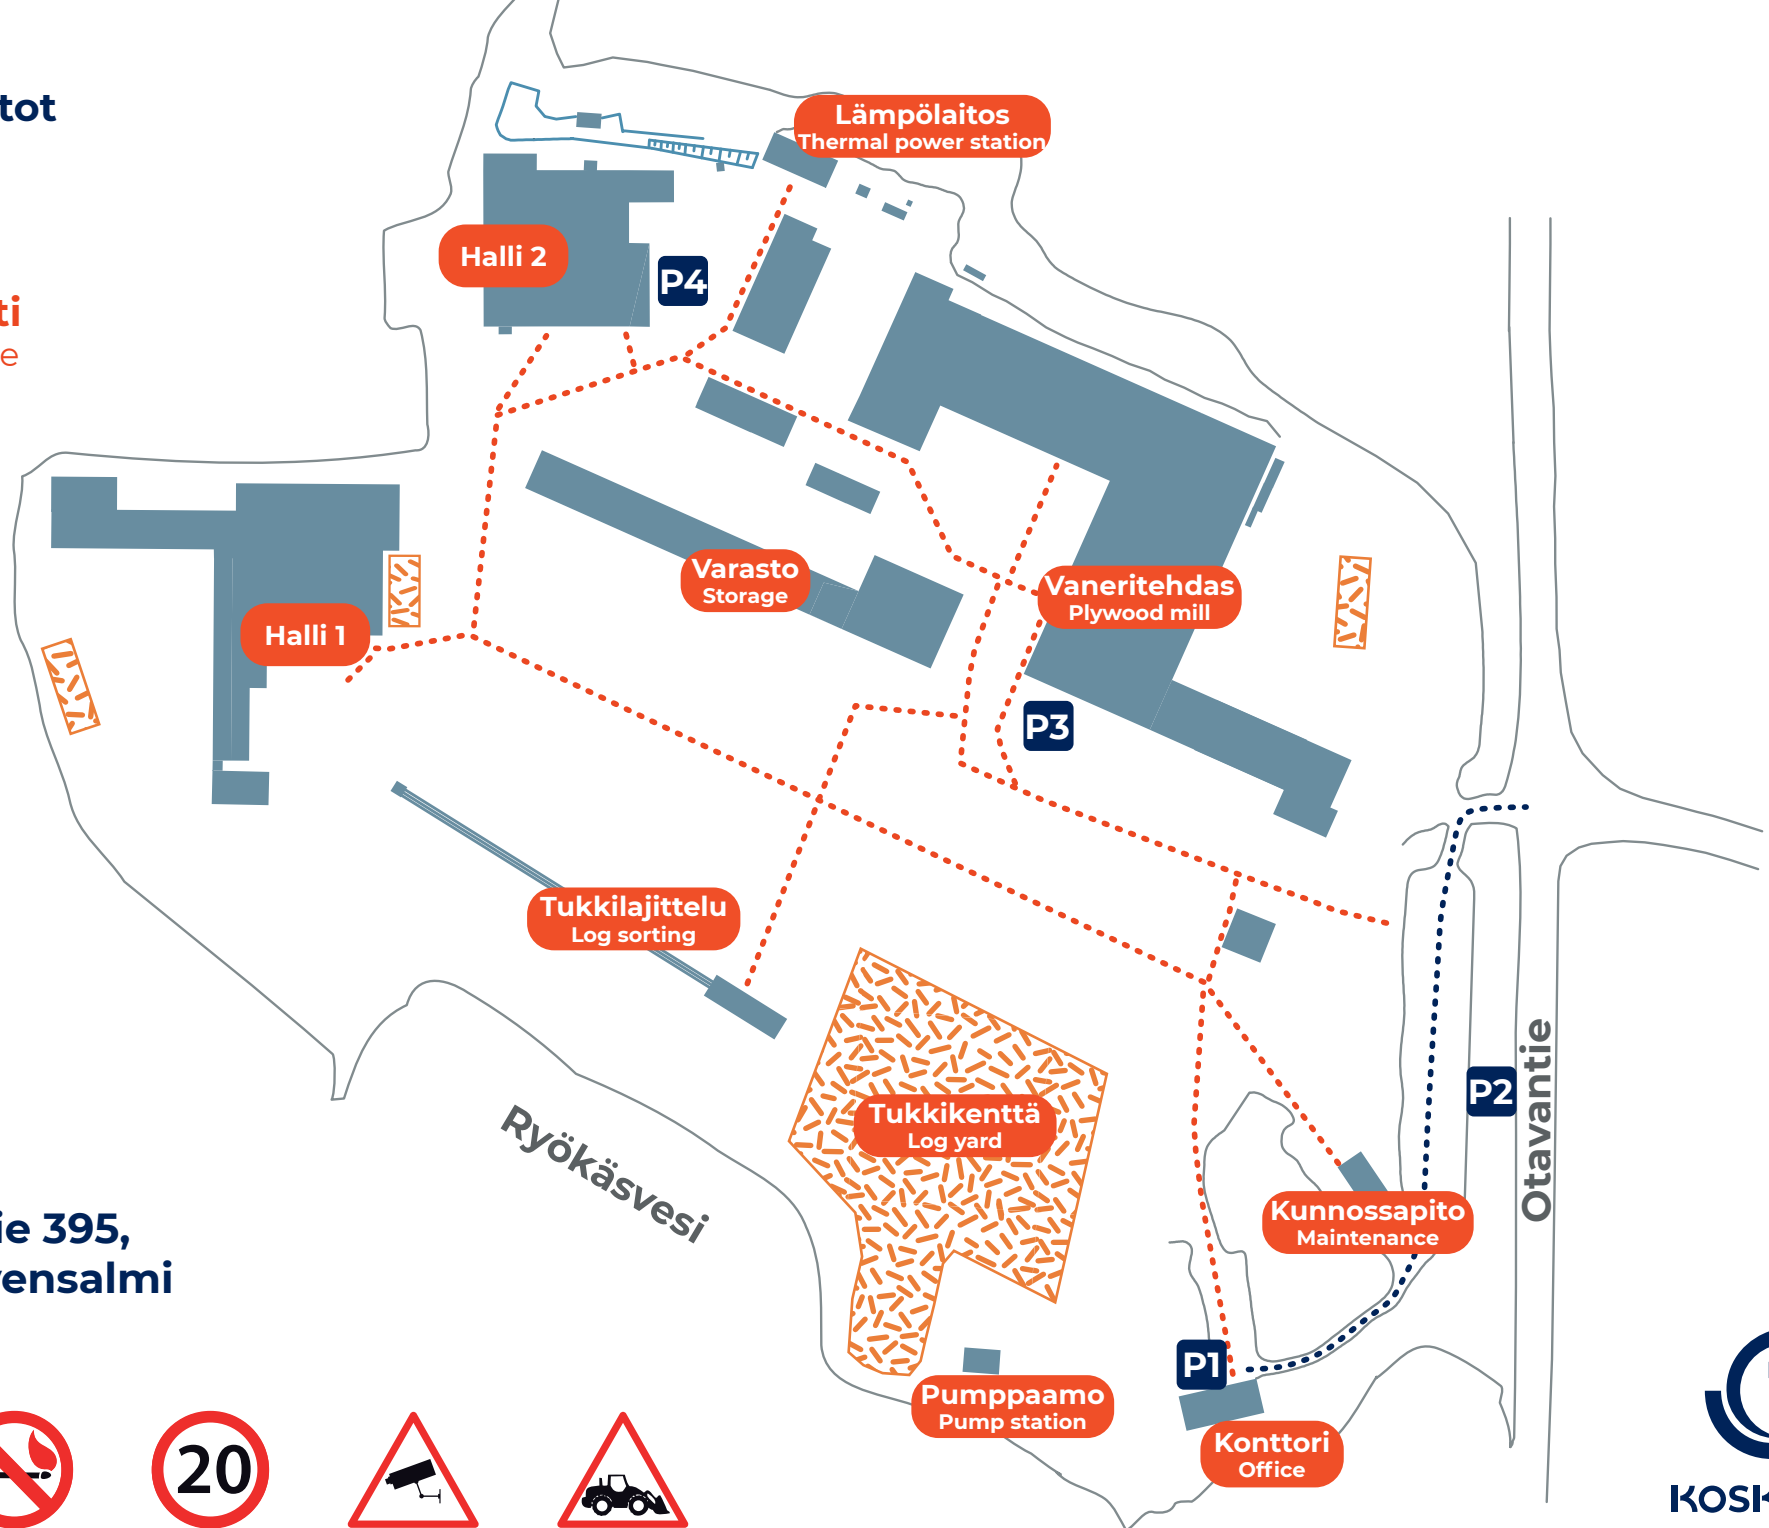 tot
Lämpölaitos
Thermal power station
Halli 2
P4
ti
e
Varasto
Storage
Vaneritehdas
Plywood mill
Halli 1
P3
Tukkilajittelu
Log sorting
Tukkikenttä
Log yard
P2
Otavantie
Ryökäsvesi
Kunnossapito
Maintenance
ie 395,
rensalmi
P1
Pumppaamo
Pump station
Konttori
Office
20
KOSK